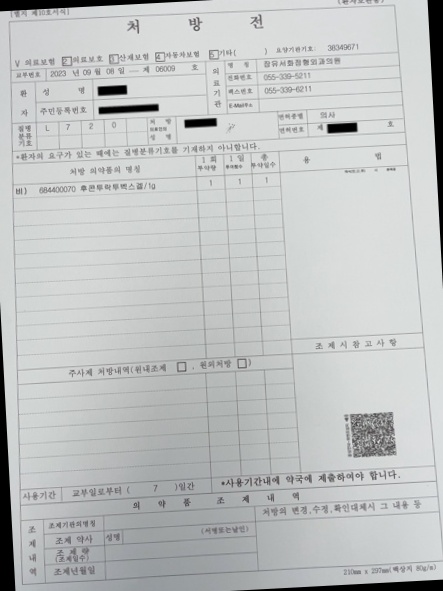 [별지 제10호서식]
처 방 전
V 의료보험 2 의료보호 3 산재보험 4 자동차보험 5 기타( ) 요양기관기호: 38349671
교부번호 2023 년 09 월 08 일 — 제 06009 호
의료기관
명 칭 장유서화정형외과의원
전화번호 055-339-5211
팩스번호 055-339-6211
E-Mail주소
환자
성 명
주민등록번호
질병분류기호 L 7 2 0
처 방 의료인의 성 명
면허종별 의사
면허번호 제 호
*환자의 요구가 있는 때에는 질병분류기호를 기재하지 아니합니다.
처방 의약품의 명칭 1 회 투약량 1 일 투여횟수 총 투약일수 용 법
비) 684400070 후콘투락투벅스겔/1g 1 1 1
조제시참고사항
주사제 처방내역(원내조제 , 원외처방 )
사용기간 교부일로부터 ( 7 )일간 *사용기간내에 약국에 제출하여야 합니다.
의 약 품 조 제 내 역
조제내역
조제기관의명칭 처방의 변경,수정,확인대체시 그 내용 등
조제 약사 성명 (서명또는날인)
조 제 량 (조제일수)
조제년월일
210mm x 297mm(백상지 80g/m)